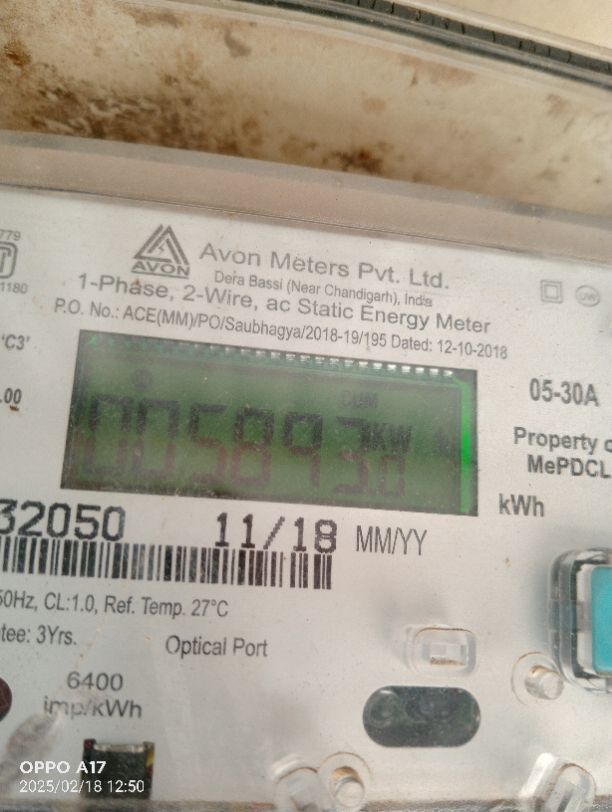 779
1180
AVON
Avon Meters Pvt. Ltd.
Dera Bassi (Near Chandigarh), India
1-Phase, 2-Wire, ac Static Energy Meter
P.O. No.: ACE(MM)/PO/Saubhagya/2018-19/195 Dated: 12-10-2018
'C3'
.00
05-30A
CUM
005893.0 KW
Property
MePDCL
kWh
32050 11/18 MM/YY
50Hz, CL:1.0, Ref. Temp. 27°C
tee: 3Yrs.
Optical Port
6400
imp/kWh
OPPO A17
2025/02/18 12:50